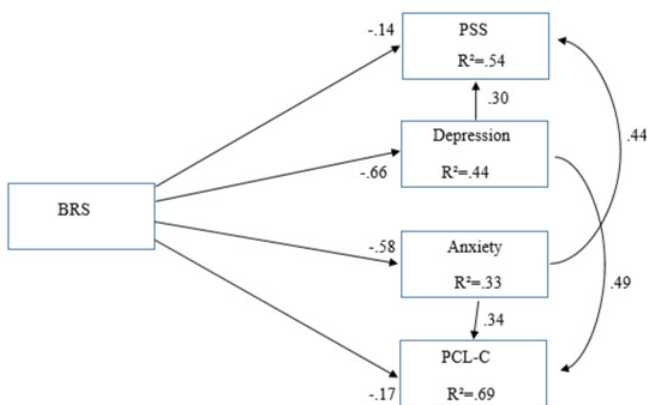 -.14
PSS
R²=.54
.30
.44
Depression
-.66
R²=.44
BRS
-.58
Anxiety
R²=.33
.49
.34
PCL-C
-.17
R²=.69